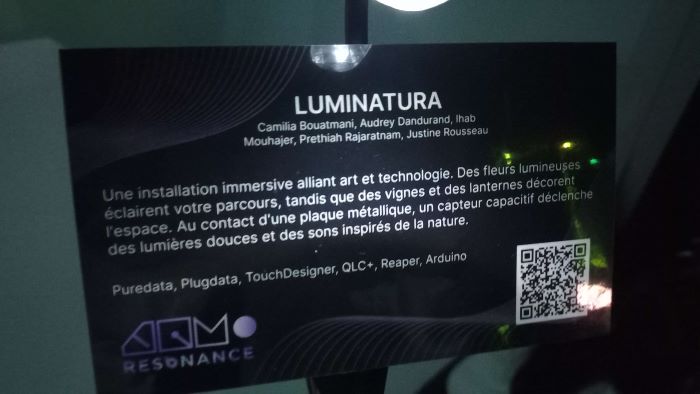 LUMINATURA
Camilia Bouatmani, Audrey Dandurand, Ihab
Mouhajer, Prethiah Rajaratnam, Justine Rousseau
Une installation immersive alliant art et technologie. Des fleurs lumineuses
éclairent votre parcours, tandis que des vignes et des lanternes décorent
l'espace. Au contact d'une plaque métallique, un capteur capacitif déclenche
des lumières douces et des sons inspirés de la nature.
Puredata, Plugdata, TouchDesigner, QLC+, Reaper, Arduino
RESONANCE